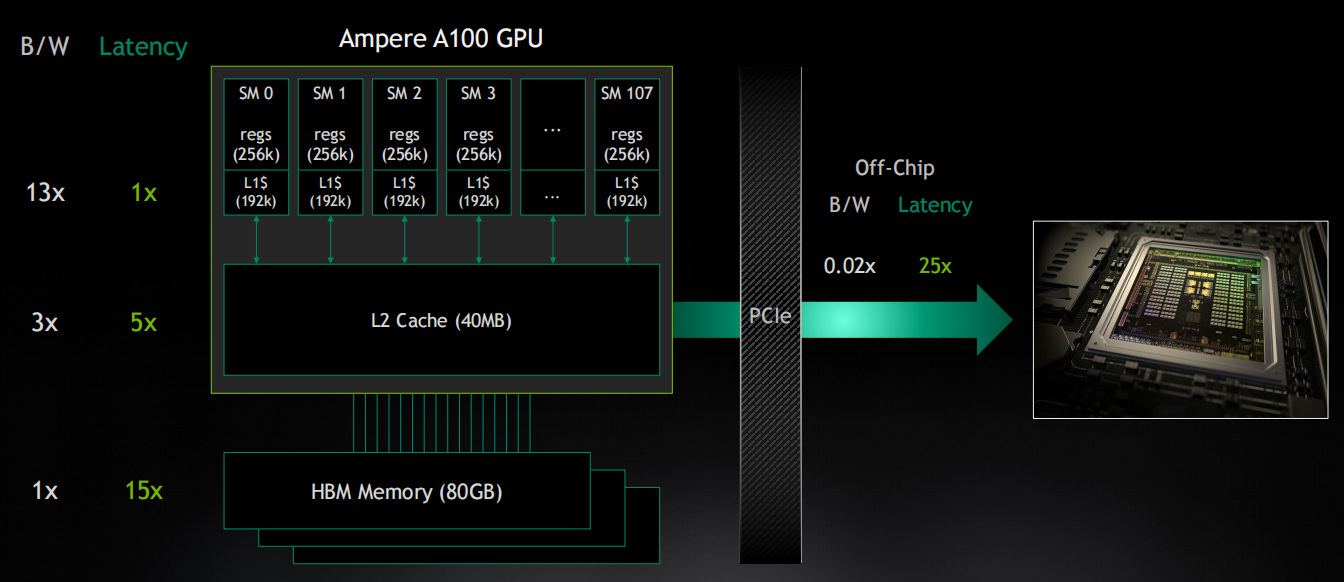 B/W Latency
Ampere A100 GPU
SM 0 SM 1 SM 2 SM 3 ... SM 107
regs regs regs regs regs
(256k) (256k) (256k) (256k) (256k)
13x 1x
L1$ L1$ L1$ L1$ ... L1$
(192k) (192k) (192k) (192k) (192k)
3x 5x
L2 Cache (40MB)
1x 15x
HBM Memory (80GB)
PCIe
Off-Chip
B/W Latency
0.02x 25x